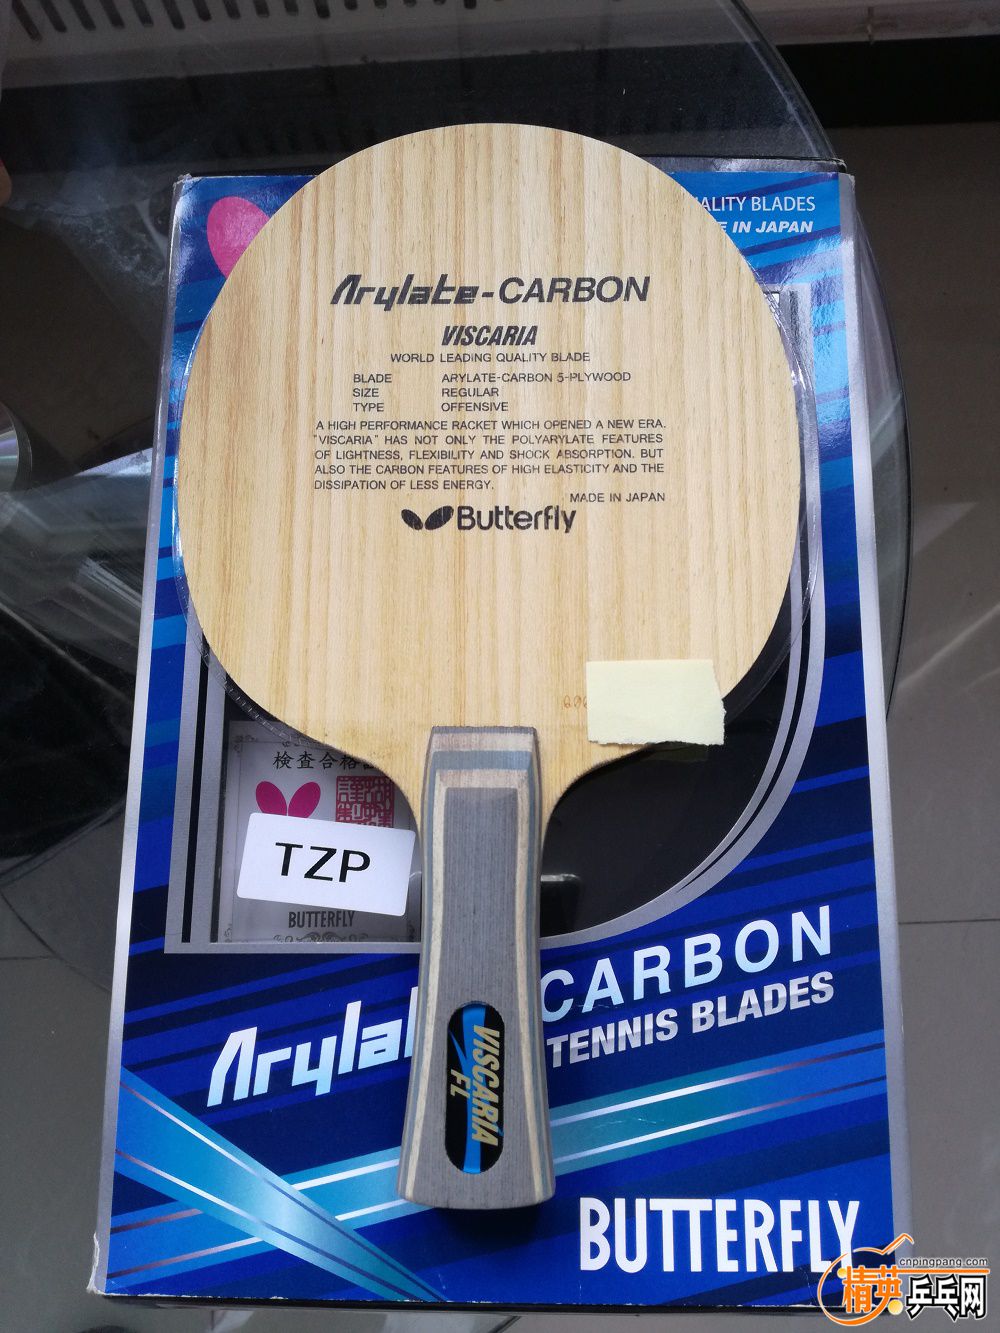 ALITY BLADES
E IN JAPAN
Arylate-CARBON
VISCARIA
WORLD LEADING QUALITY BLADE
BLADE ARYLATE-CARBON 5-PLYWOOD
SIZE REGULAR
TYPE OFFENSIVE
A HIGH PERFORMANCE RACKET WHICH OPENED A NEW ERA.
"VISCARIA" HAS NOT ONLY THE POLYARYLATE FEATURES
OF LIGHTNESS, FLEXIBILITY AND SHOCK ABSORPTION. BUT
ALSO THE CARBON FEATURES OF HIGH ELASTICITY AND THE
DISSIPATION OF LESS ENERGY.
MADE IN JAPAN
Butterfly
検査合格
TZP
BUTTERFLY
Aryla CARBON
TENNIS BLADES
VISCARIA
FL
BUTTERFLY
cnpingpang.com
精英乒乓网